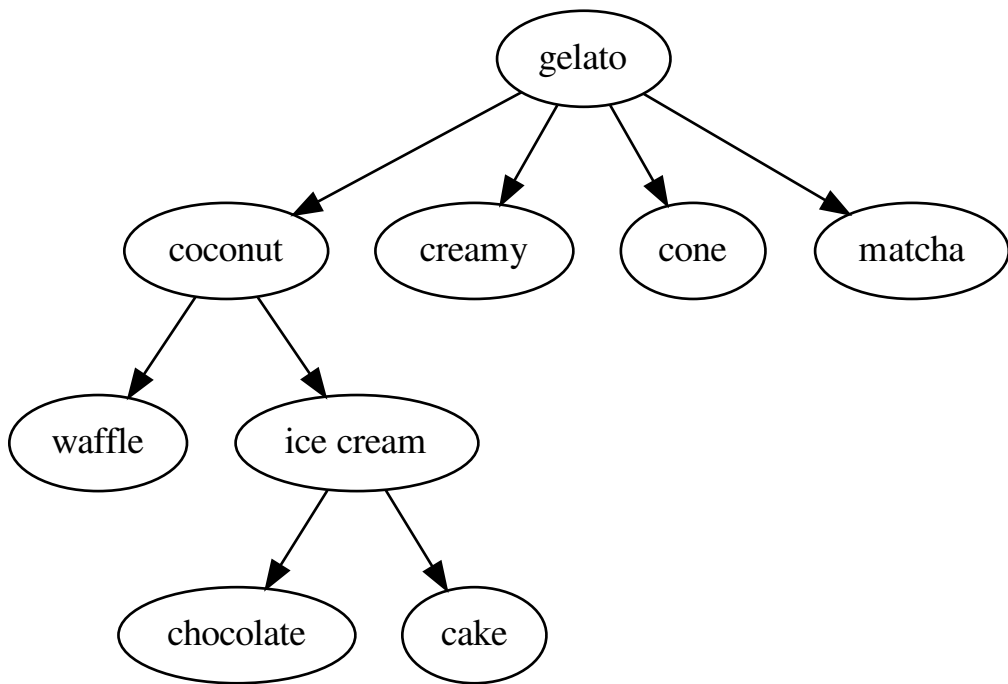 gelato
coconut
creamy
cone
matcha
waffle
ice cream
chocolate
cake